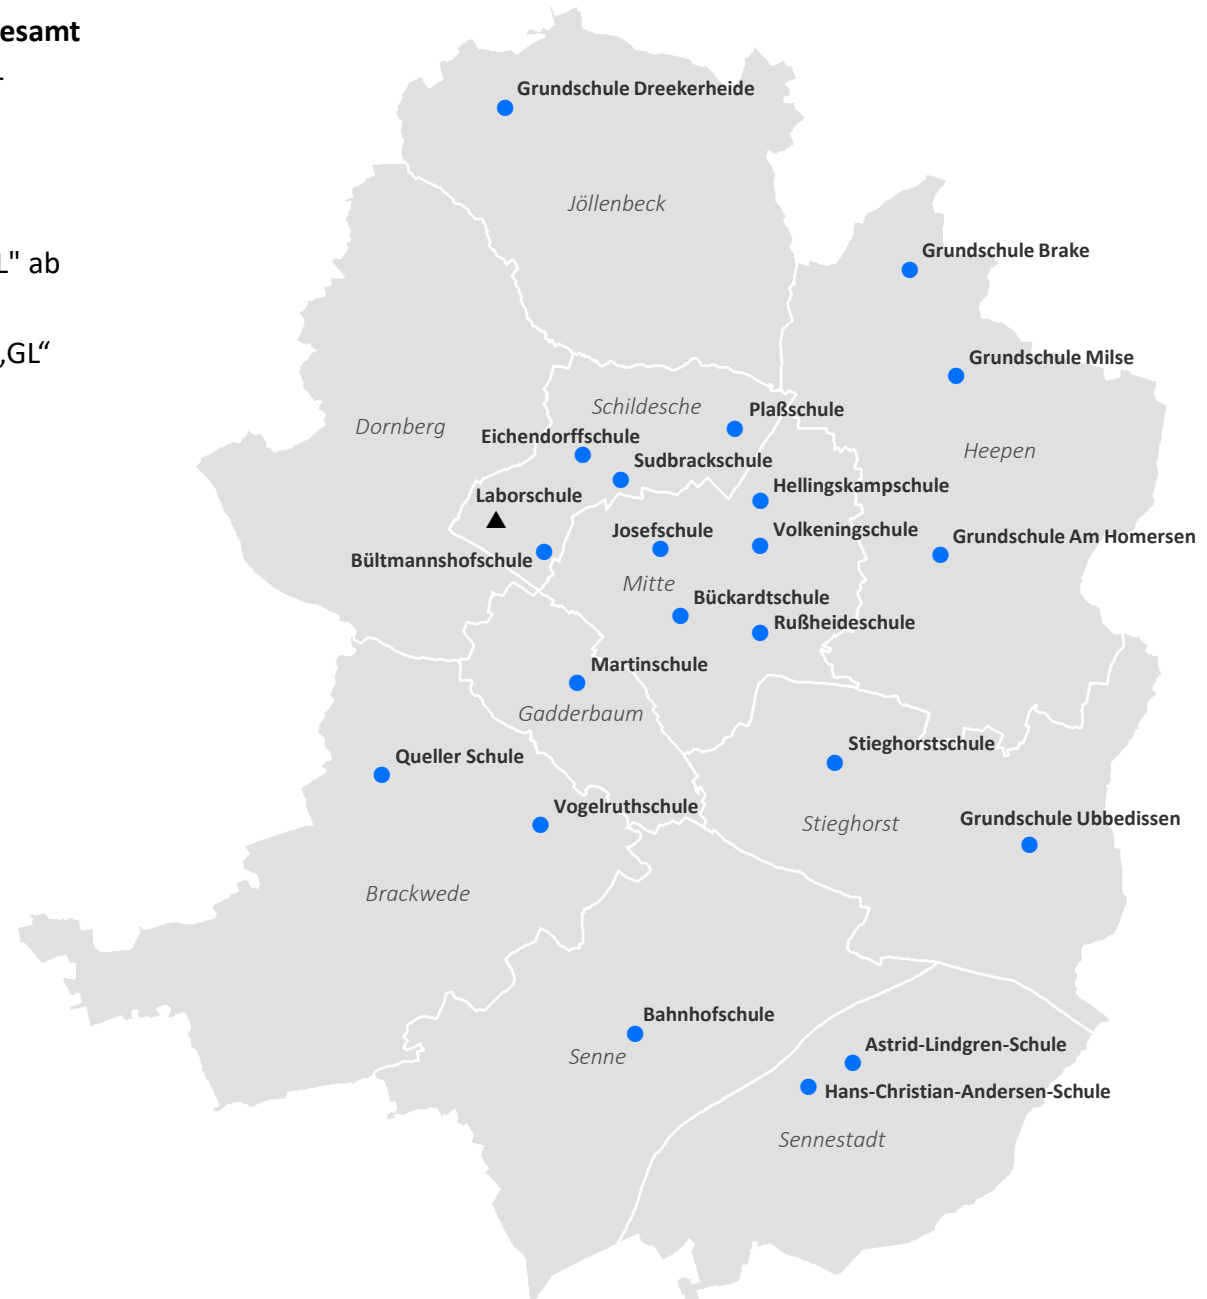 esamt
L" ab
„GL“
Grundschule Dreekerheide
Jöllenbeck
Grundschule Brake
Grundschule Milse
Schildesche
Plaßschule
Dornberg
Eichendorffschule
Heepen
Sudbrackschule
Hellingskampschule
Laborschule
Josefschule
Volkeningschule
Grundschule Am Homersen
Bültmannshofschule
Mitte
Bückardtschule
Rußheideschule
Martinschule
Gadderbaum
Stieghorstschule
Queller Schule
Vogelruthschule
Stieghorst
Grundschule Ubbedissen
Brackwede
Bahnhofschule
Senne
Astrid-Lindgren-Schule
Hans-Christian-Andersen-Schule
Sennestadt